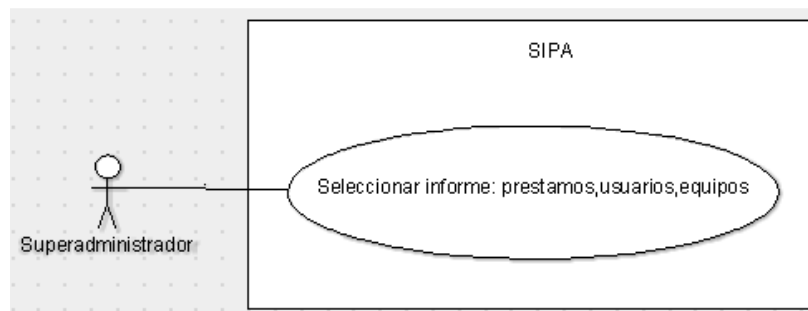 SIPA
Seleccionar informe: prestamos,usuarios,equipos
Superadministrador